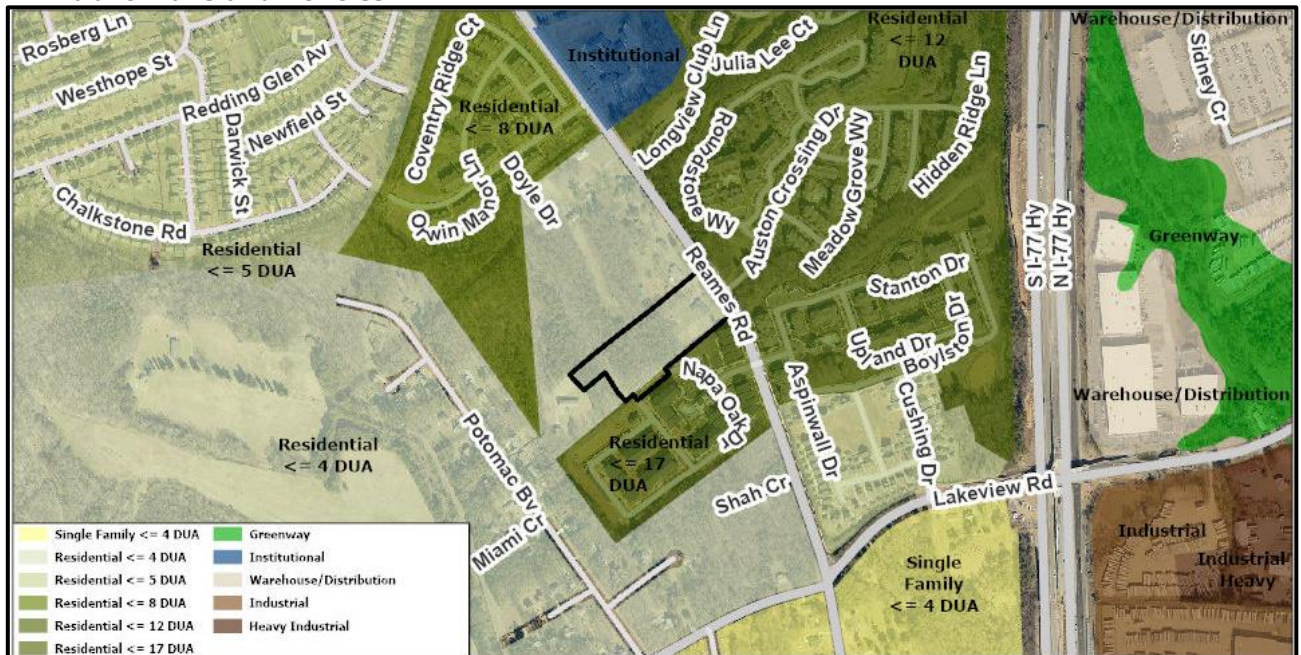 Rosberg Ln
Westhope St
Redding Glen Av
Darwick St
Newfield St
Chalkstone Rd
Residential
<= 5 DUA
Coventry Ridge Ct
Residential
<= 8 DUA
Orwin Manor Ln
Doyle Dr
Institutional
Longview Club Ln
Julia Lee Ct
Residential
<= 12
DUA
Roundstone Wy
Auston Crossing Dr
Meadow Grove Wy
Hidden Ridge Ln
Reames Rd
Stanton Dr
Upland Dr
Boylston Dr
Cushing Dr
Aspinwall Dr
Napa Oak Dr
Residential
<= 17
DUA
Shah Cr
Potomac Bv
Miami Cr
Residential
<= 4 DUA
Lakeview Rd
Single
Family
<= 4 DUA
S I-77 Hy
N I-77 Hy
Warehouse/Distribution
Sidney Cr
Greenway
Warehouse/Distribution
Industrial
Industrial
Heavy
Single Family <= 4 DUA
Residential <= 4 DUA
Residential <= 5 DUA
Residential <= 8 DUA
Residential <= 12 DUA
Residential <= 17 DUA
Greenway
Institutional
Warehouse/Distribution
Industrial
Heavy Industrial